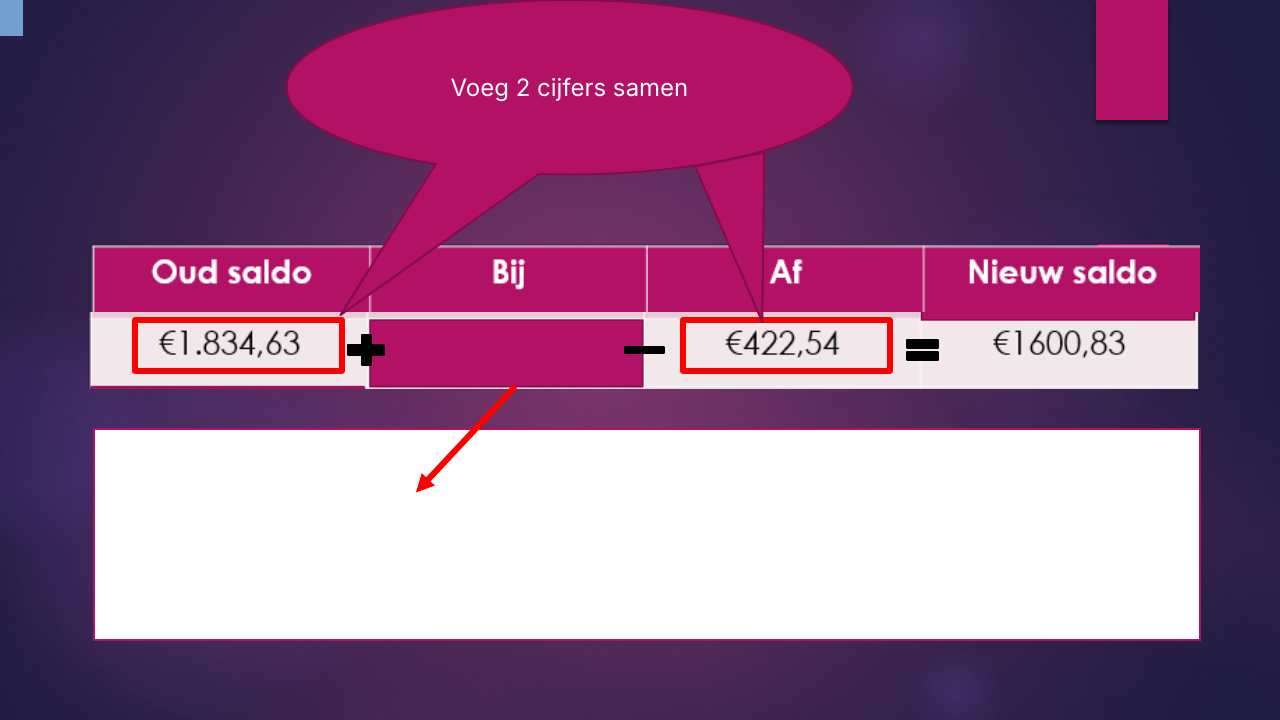 Voeg 2 cijfers samen
Oud saldo Bij Af Nieuw saldo
€1.834,63 + − €422,54 = €1600,83